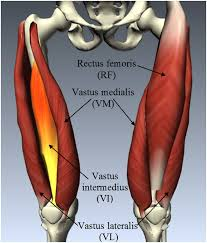 Rectus femoris
(RF)
Vastus medialis
(VM)
Vastus
intermedius
(VI)
Vastus lateralis
(VL)